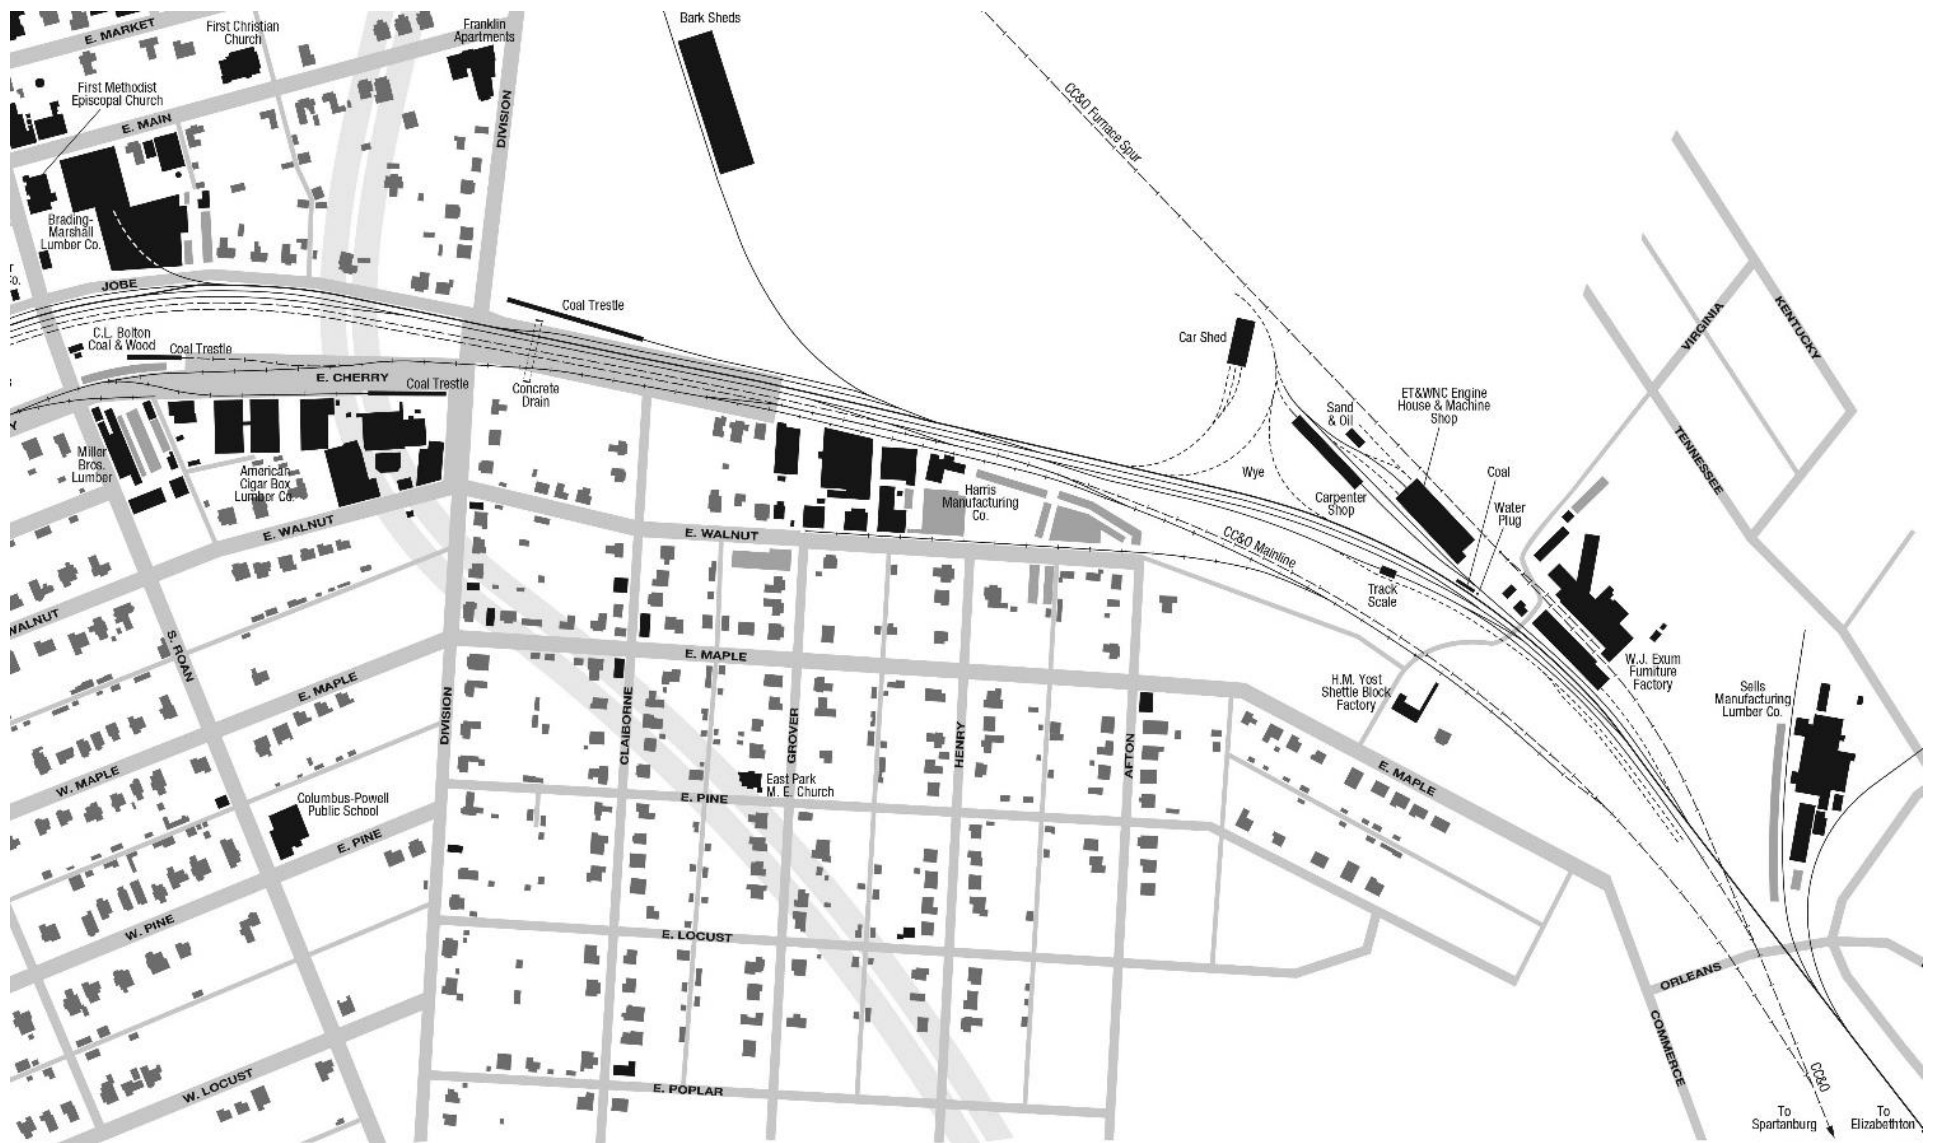 E. MARKET
First Christian
Church
Franklin
Apartments
Bark Sheds
First Methodist
Episcopal Church
E. MAIN
DIVISION
CC&O Furnace Spur
Brading-
Marshall
Lumber Co.
JOBE
C.L. Bolton
Coal & Wood
Coal Trestle
Coal Trestle
E. CHERRY
Coal Trestle
Concrete
Drain
Car Shed
VIRGINIA
KENTUCKY
TENNESSEE
ET&WNC Engine
House & Machine
Shop
Sand
& Oil
Wye
Carpenter
Shop
Coal
Water
Plug
Miller
Bros.
Lumber
American
Cigar Box
Lumber Co.
Harris
Manufacturing
Co.
E. WALNUT
E. WALNUT
CC&O Mainline
Track
Scale
WALNUT
S. ROAN
E. MAPLE
E. MAPLE
W.J. Exum
Furniture
Factory
H.M. Yost
Shettle Block
Factory
Sells
Manufacturing
Lumber Co.
DIVISION
CLAIBORNE
GROVER
HENRY
AFTON
W. MAPLE
E. MAPLE
East Park
M. E. Church
E. PINE
Columbus-Powell
Public School
E. PINE
W. PINE
E. LOCUST
ORLEANS
COMMERCE
W. LOCUST
E. POPLAR
CC&O
To
Spartanburg
To
Elizabethton